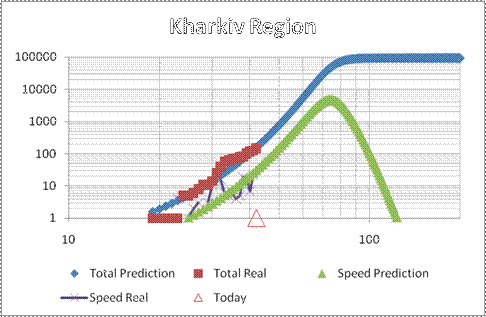 Kharkiv Region
100000
10000
1000
100
10
1
10 100
Total Prediction Total Real Speed Prediction
Speed Real Today